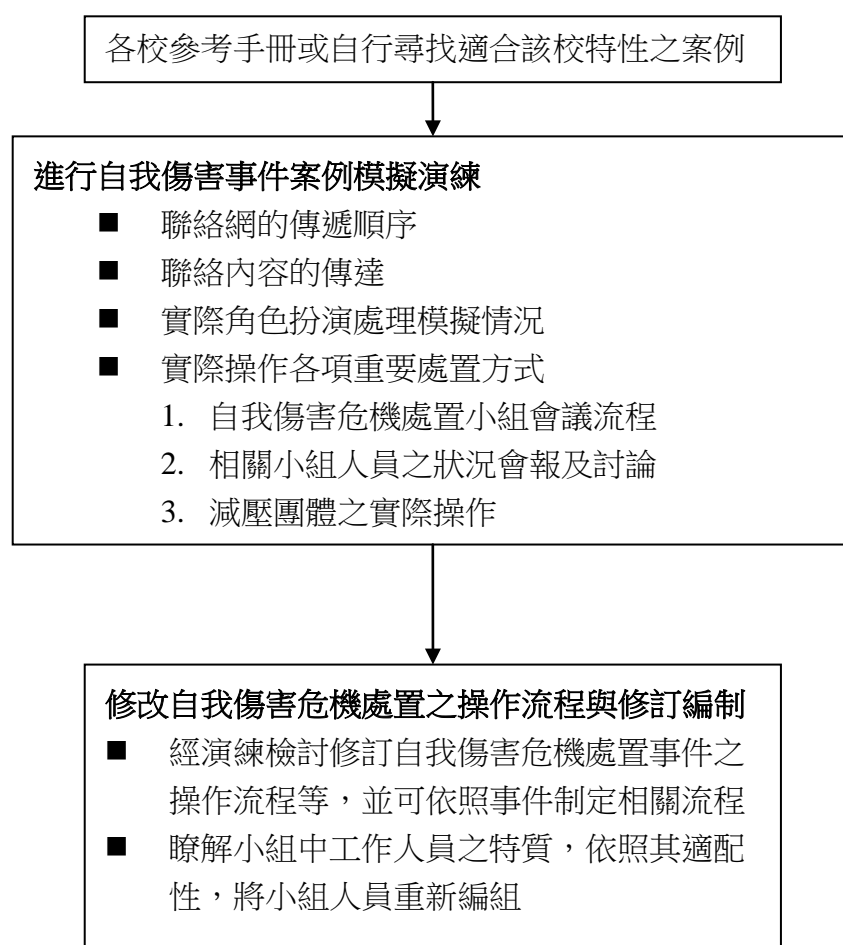 各校參考手冊或自行尋找適合該校特性之案例
進行自我傷害事件案例模擬演練
■ 聯絡網的傳遞順序
■ 聯絡內容的傳達
■ 實際角色扮演處理模擬情況
■ 實際操作各項重要處置方式
1. 自我傷害危機處置小組會議流程
2. 相關小組人員之狀況會報及討論
3. 減壓團體之實際操作
修改自我傷害危機處置之操作流程與修訂編制
■ 經演練檢討修訂自我傷害危機處置事件之
操作流程等，並可依照事件制定相關流程
■ 瞭解小組中工作人員之特質，依照其適配
性，將小組人員重新編組